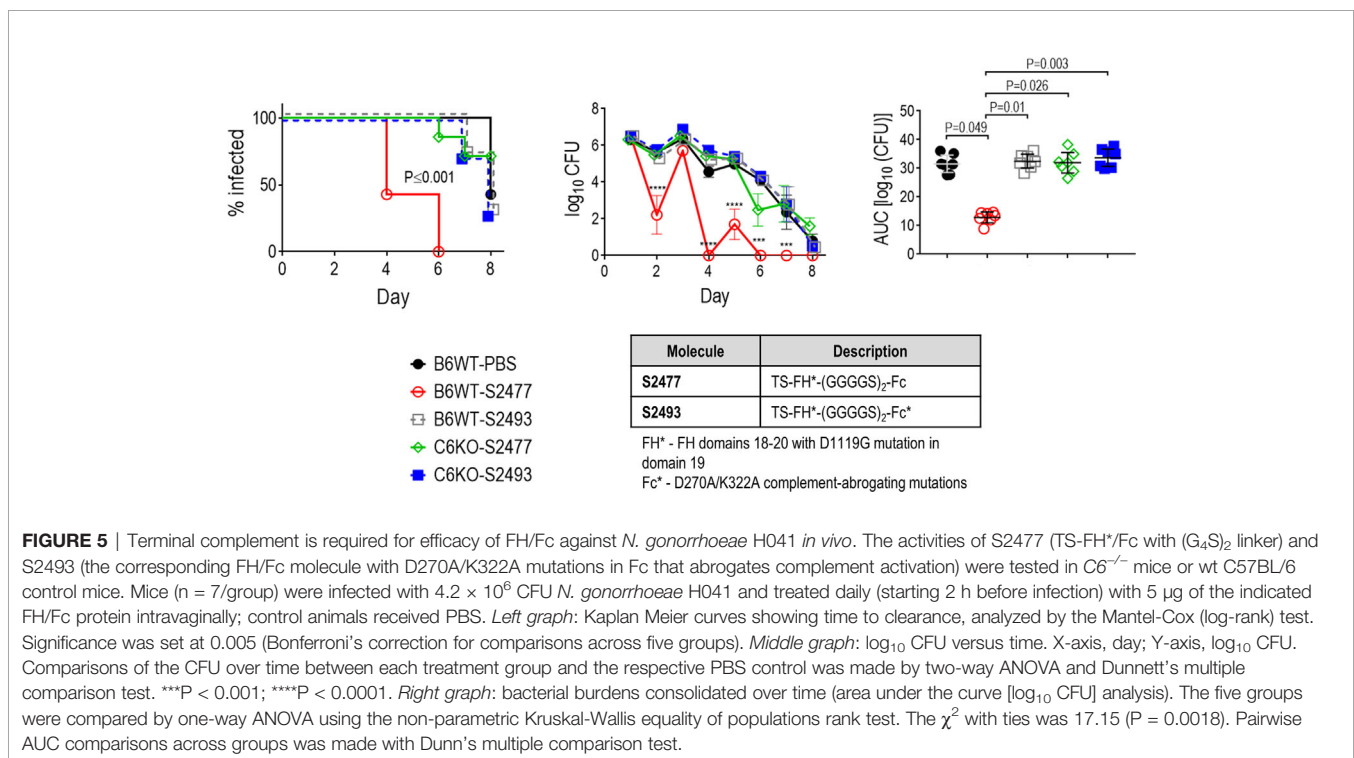 P=0.003
P=0.026
P=0.01
P=0.049
100
50
0
% infected
P≤0.001
0 2 4 6 8
Day
8
6
4
2
0
log10 CFU
****
****
****
***
***
0 2 4 6 8
Day
50
40
30
20
10
0
AUC [log10 (CFU)]
B6WT-PBS
B6WT-S2477
B6WT-S2493
C6KO-S2477
C6KO-S2493
Molecule Description
S2477 TS-FH*-(GGGGS)2-Fc
S2493 TS-FH*-(GGGGS)2-Fc*
FH* - FH domains 18-20 with D1119G mutation in
domain 19
Fc* - D270A/K322A complement-abrogating mutations
FIGURE 5 | Terminal complement is required for efficacy of FH/Fc against N. gonorrhoeae H041 in vivo. The activities of S2477 (TS-FH*/Fc with (G4S)2 linker) and
S2493 (the corresponding FH/Fc molecule with D270A/K322A mutations in Fc that abrogates complement activation) were tested in C6−/− mice or wt C57BL/6
control mice. Mice (n = 7/group) were infected with 4.2 × 10⁶ CFU N. gonorrhoeae H041 and treated daily (starting 2 h before infection) with 5 µg of the indicated
FH/Fc protein intravaginally; control animals received PBS. Left graph: Kaplan Meier curves showing time to clearance, analyzed by the Mantel-Cox (log-rank) test.
Significance was set at 0.005 (Bonferroni's correction for comparisons across five groups). Middle graph: log10 CFU versus time. X-axis, day; Y-axis, log10 CFU.
Comparisons of the CFU over time between each treatment group and the respective PBS control was made by two-way ANOVA and Dunnett's multiple
comparison test. ***P < 0.001; ****P < 0.0001. Right graph: bacterial burdens consolidated over time (area under the curve [log10 CFU] analysis). The five groups
were compared by one-way ANOVA using the non-parametric Kruskal-Wallis equality of populations rank test. The χ² with ties was 17.15 (P = 0.0018). Pairwise
AUC comparisons across groups was made with Dunn's multiple comparison test.